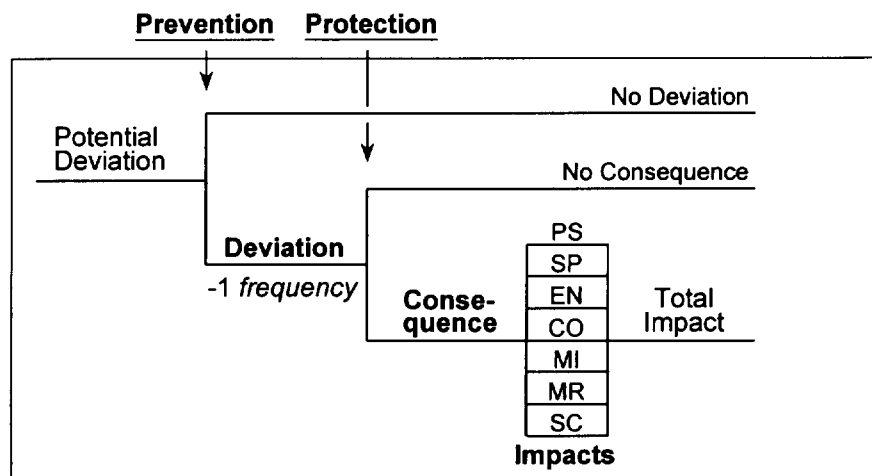 Prevention
Protection
No Deviation
Potential
Deviation
No Consequence
Deviation
-1 frequency
PS
SP
EN
CO
MI
MR
SC
Conse-
quence
Total
Impact
Impacts